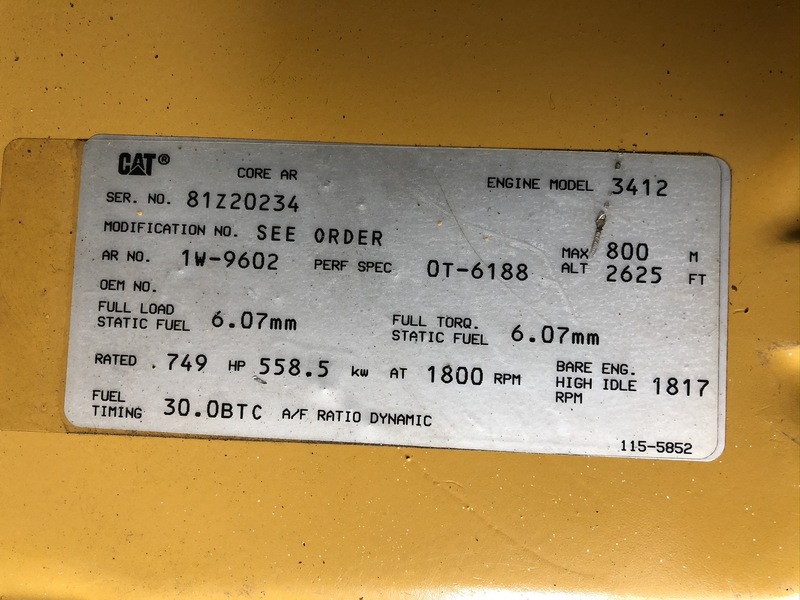 CAT®
CORE AR
ENGINE MODEL 3412
SER. NO. 81Z20234
MODIFICATION NO. SEE ORDER
AR NO. 1W-9602 PERF SPEC 0T-6188
MAX ALT 800 M
2625 FT
OEM NO.
FULL LOAD STATIC FUEL 6.07mm
FULL TORQ. STATIC FUEL 6.07mm
RATED 749 HP 558.5 kw AT 1800 RPM
BARE ENG. HIGH IDLE RPM 1817
FUEL TIMING 30.0BTC A/F RATIO DYNAMIC
115-5852